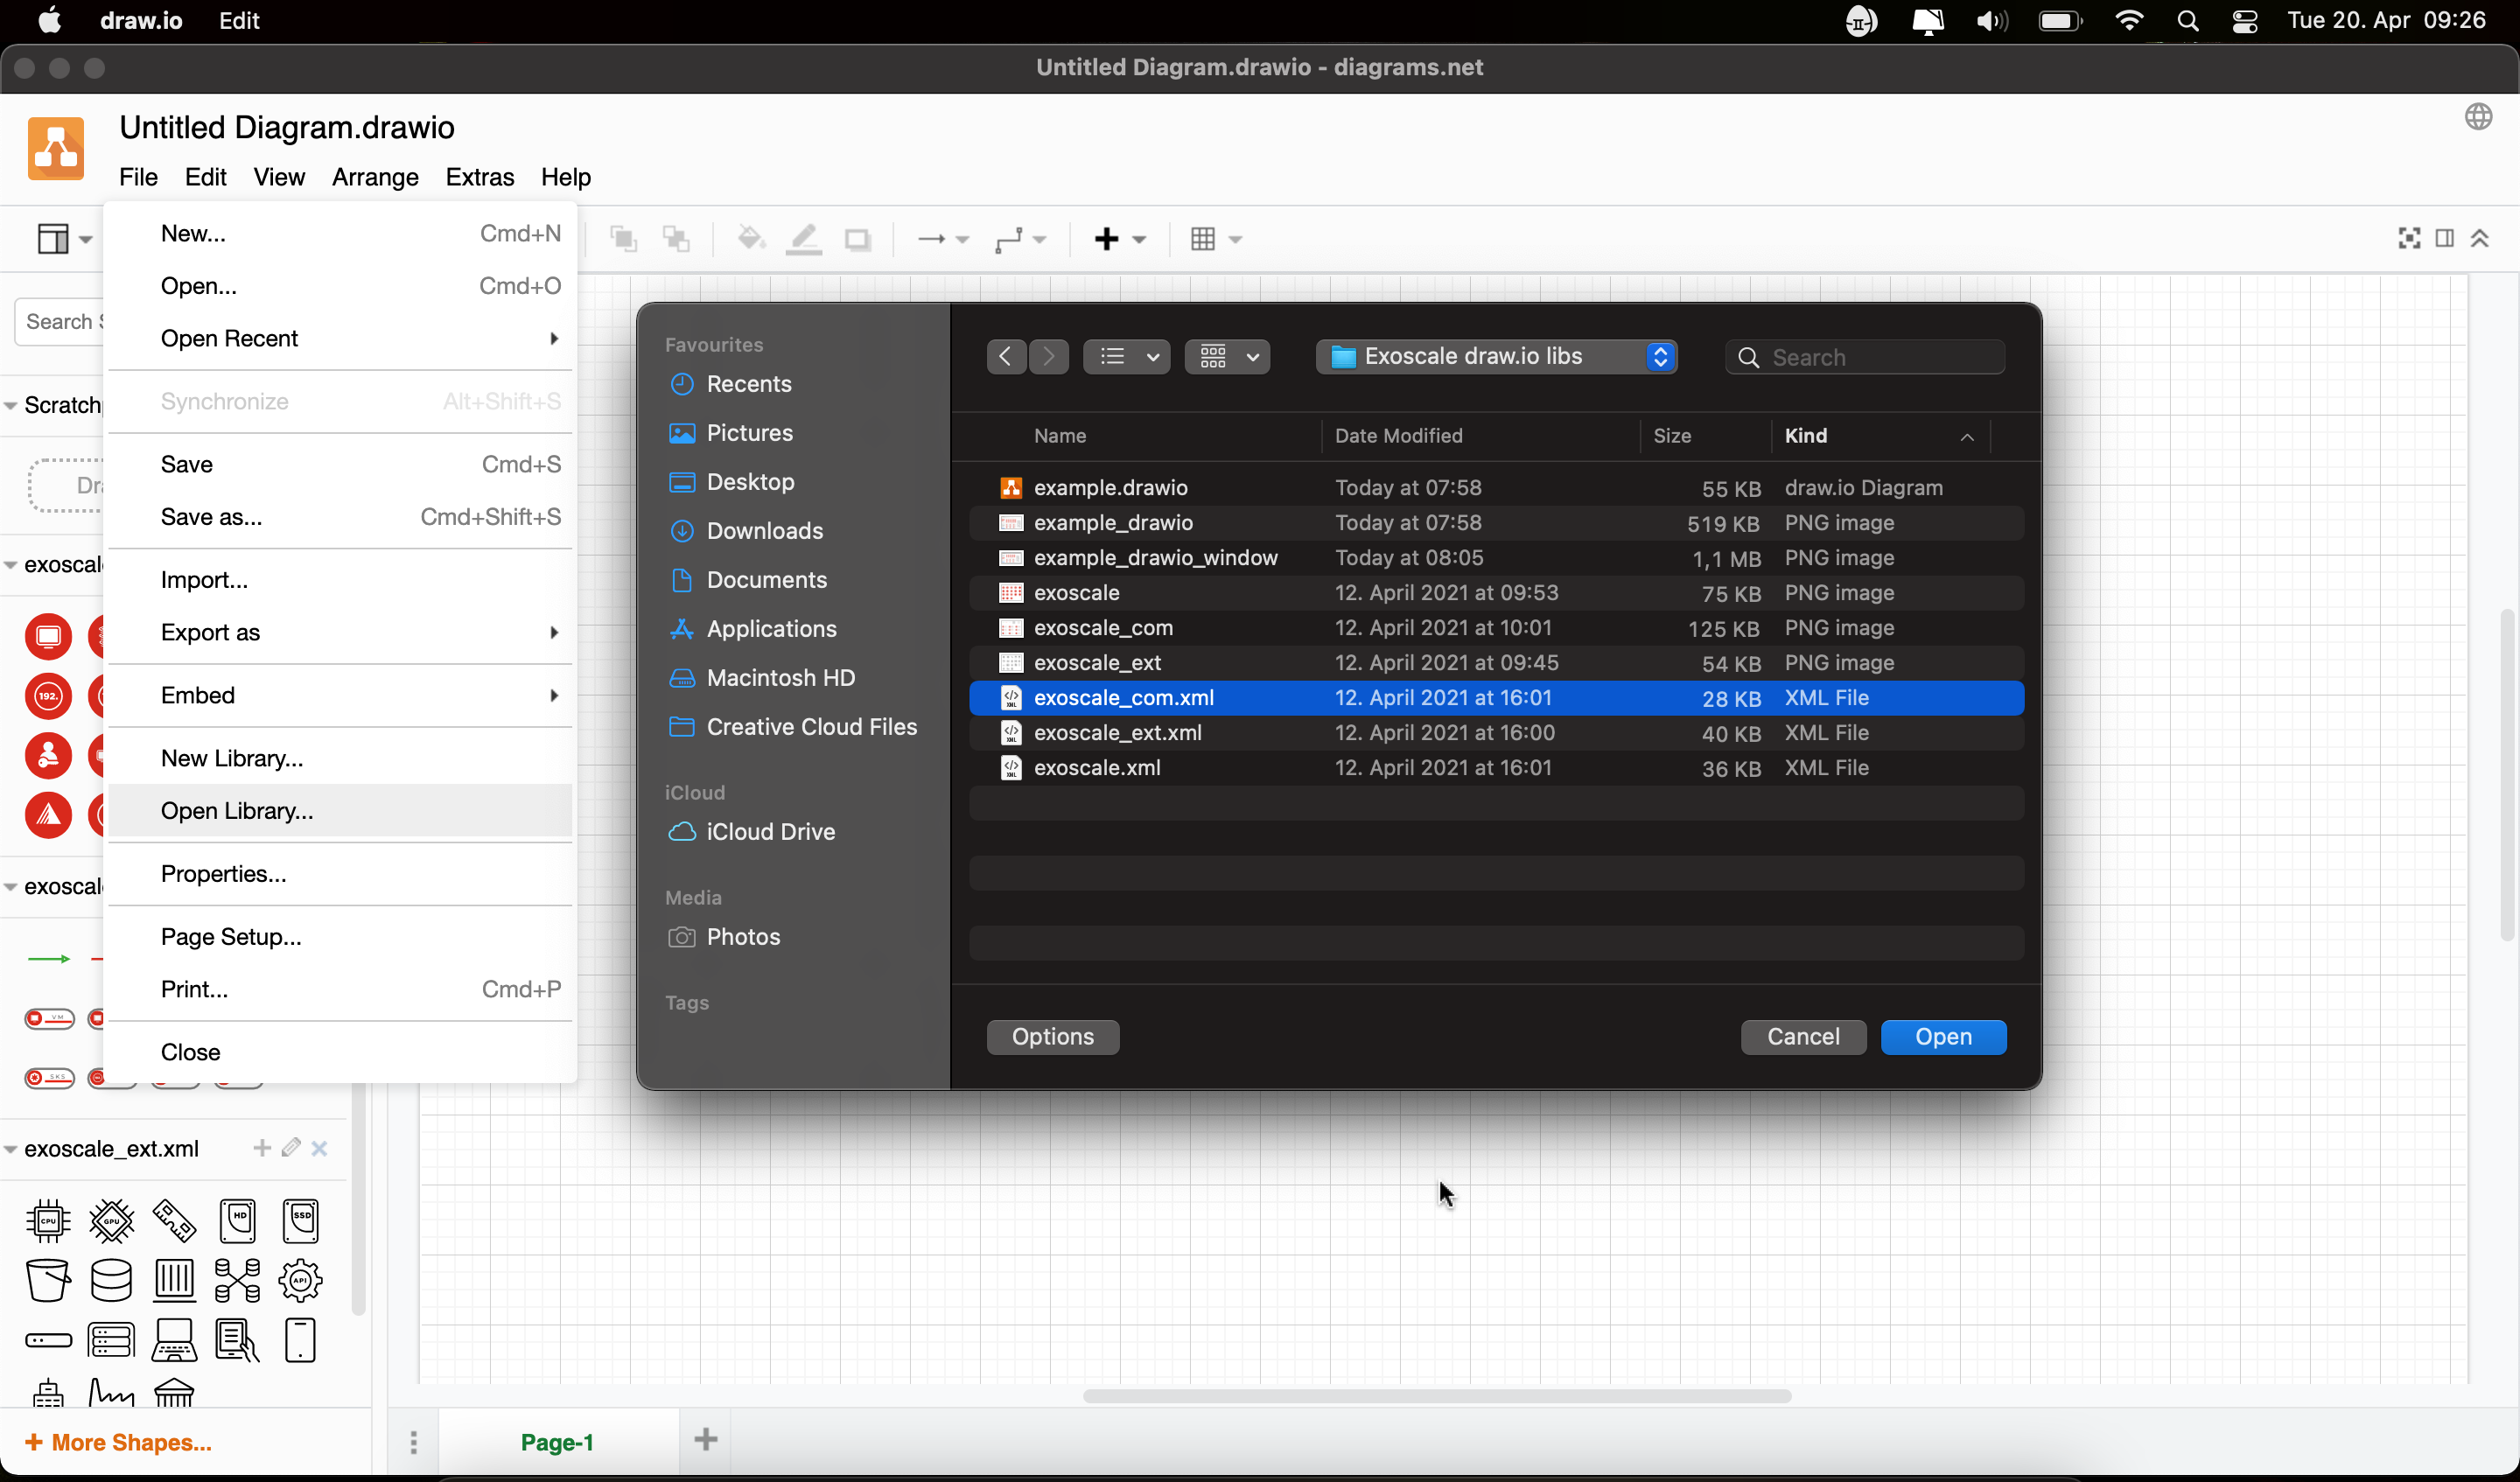 draw.io Edit Tue 20. Apr 09:26
Untitled Diagram.drawio - diagrams.net
Untitled Diagram.drawio
File Edit View Arrange Extras Help
New... Cmd+N
Open... Cmd+O
Open Recent
Synchronize Alt+Shift+S
Save Cmd+S
Save as... Cmd+Shift+S
Import...
Export as
Embed
New Library...
Open Library...
Properties...
Page Setup...
Print... Cmd+P
Close
Search
Scratch
Dra
exoscal
192.
exoscal
VM
SKS
exoscale_ext.xml
CPU GPU HD SSD
API
+ More Shapes...
Page-1
Favourites
Recents
Pictures
Desktop
Downloads
Documents
Applications
Macintosh HD
Creative Cloud Files
iCloud
iCloud Drive
Media
Photos
Tags
Exoscale draw.io libs Search
Name Date Modified Size Kind
example.drawio Today at 07:58 55 KB draw.io Diagram
example_drawio Today at 07:58 519 KB PNG image
example_drawio_window Today at 08:05 1,1 MB PNG image
exoscale 12. April 2021 at 09:53 75 KB PNG image
exoscale_com 12. April 2021 at 10:01 125 KB PNG image
exoscale_ext 12. April 2021 at 09:45 54 KB PNG image
exoscale_com.xml 12. April 2021 at 16:01 28 KB XML File
exoscale_ext.xml 12. April 2021 at 16:00 40 KB XML File
exoscale.xml 12. April 2021 at 16:01 36 KB XML File
Options Cancel Open